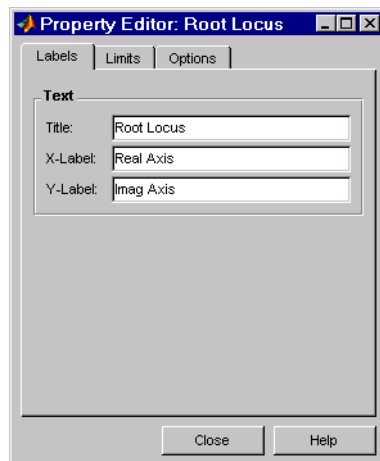 Property Editor: Root Locus
Labels Limits Options
Text
Title: Root Locus
X-Label: Real Axis
Y-Label: Imag Axis
Close Help